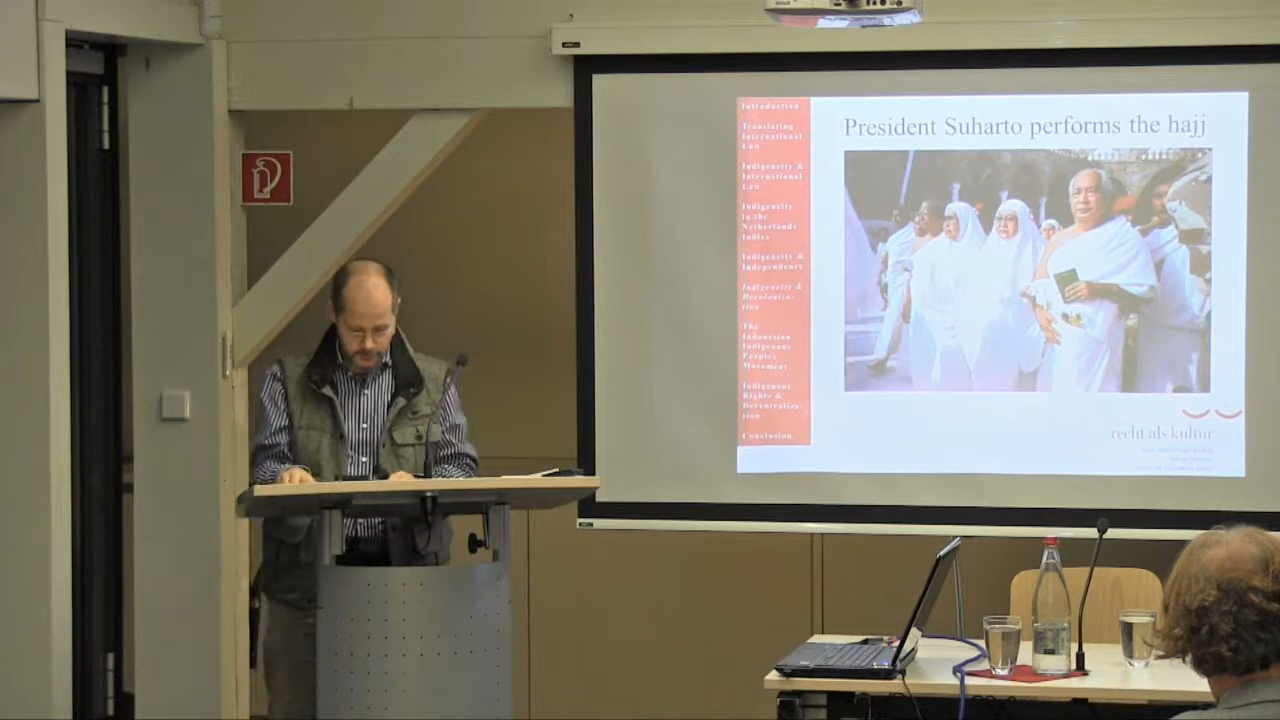 Introduction
Translating
International
Law
Indigeneity &
International
Law
Indigeneity
in the
Netherlands
Indies
Indigeneity &
Independence
Indigeneity &
Decoloniza-
tion
The
Indonesian
Indigenous
Peoples
Movement
Indigenous
Rights &
Decentraliza-
tion
Conclusion
President Suharto performs the hajj
recht als kultur